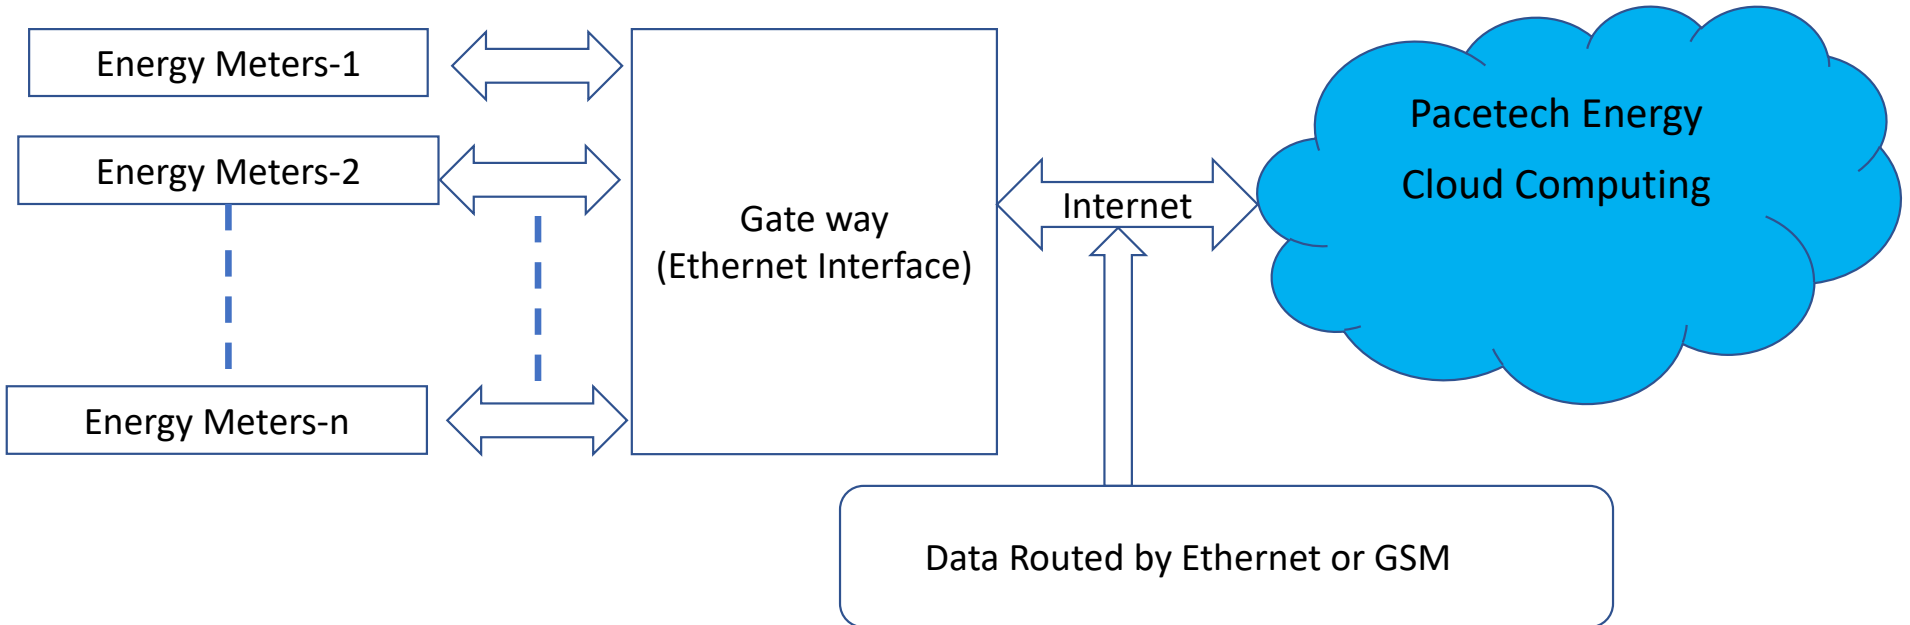 Energy Meters-1
Energy Meters-2
Energy Meters-n
Gate way
(Ethernet Interface)
Internet
Pacetech Energy
Cloud Computing
Data Routed by Ethernet or GSM